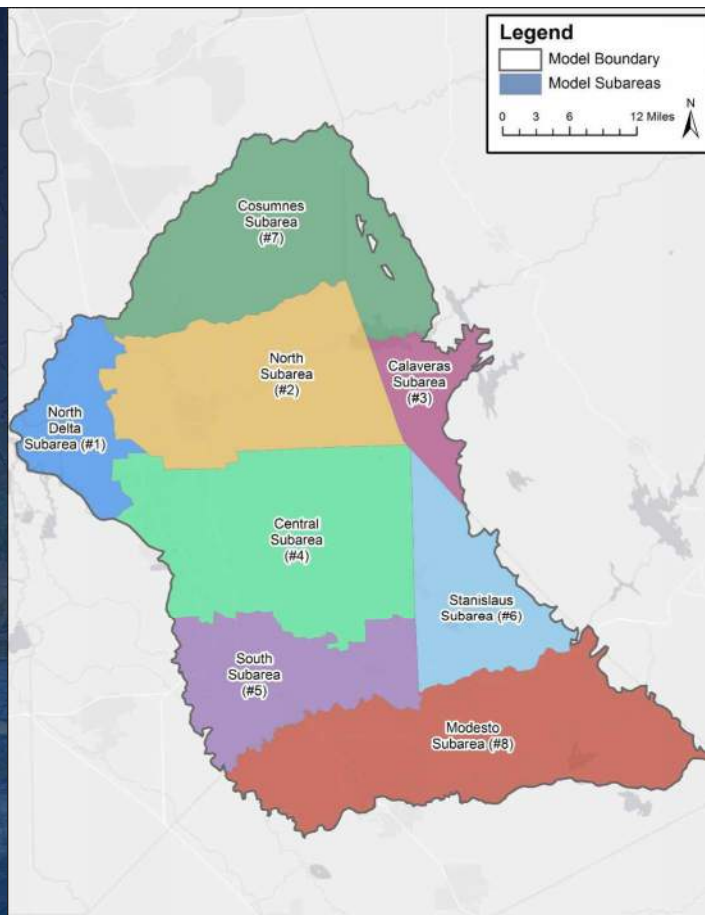 Legend
Model Boundary
Model Subareas
0 3 6 12 Miles
N
Cosumnes
Subarea
(#7)
North
Subarea
(#2)
Calaveras
Subarea
(#3)
North
Delta
Subarea (#1)
Central
Subarea
(#4)
Stanislaus
Subarea (#6)
South
Subarea
(#5)
Modesto
Subarea (#8)